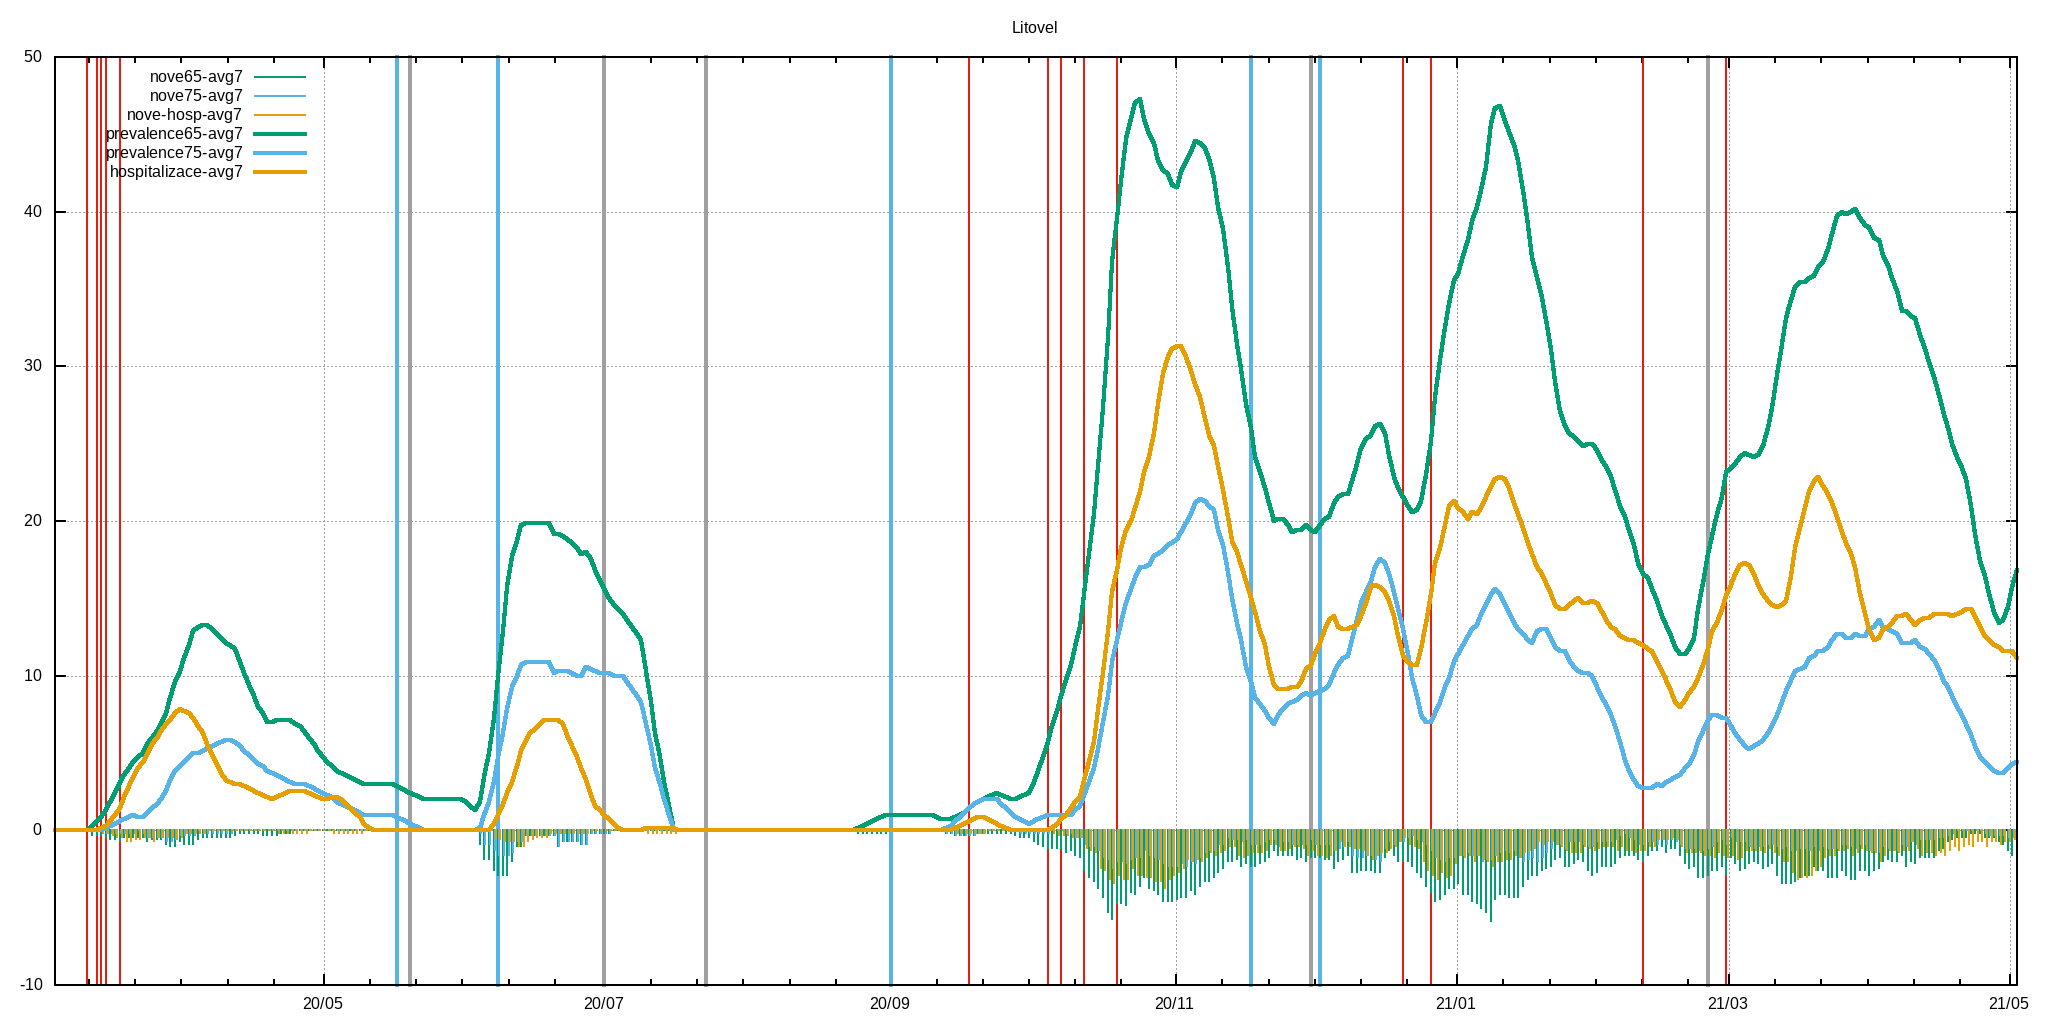 Litovel
50
nove65-avg7
nove75-avg7
nove-hosp-avg7
prevalence65-avg7
prevalence75-avg7
hospitalizace-avg7
40
30
20
10
0
-10
20/05
20/07
20/09
20/11
21/01
21/03
21/05